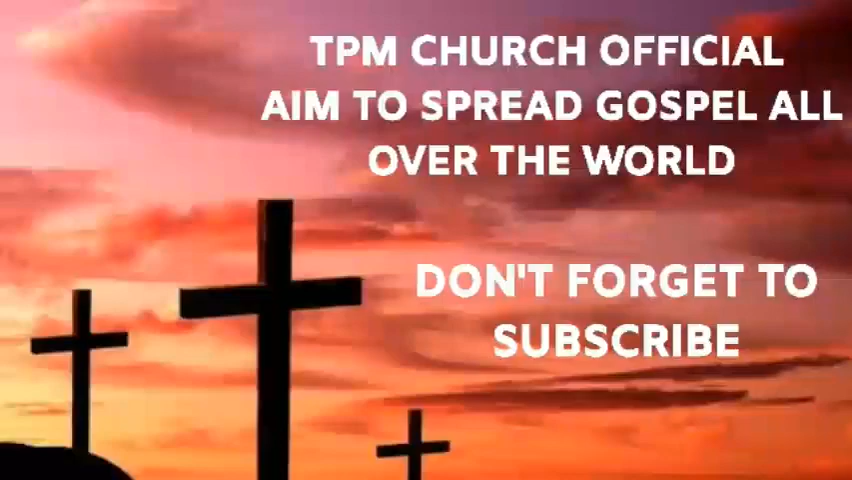 TPM CHURCH OFFICIAL
AIM TO SPREAD GOSPEL ALL
OVER THE WORLD
DON'T FORGET TO
SUBSCRIBE